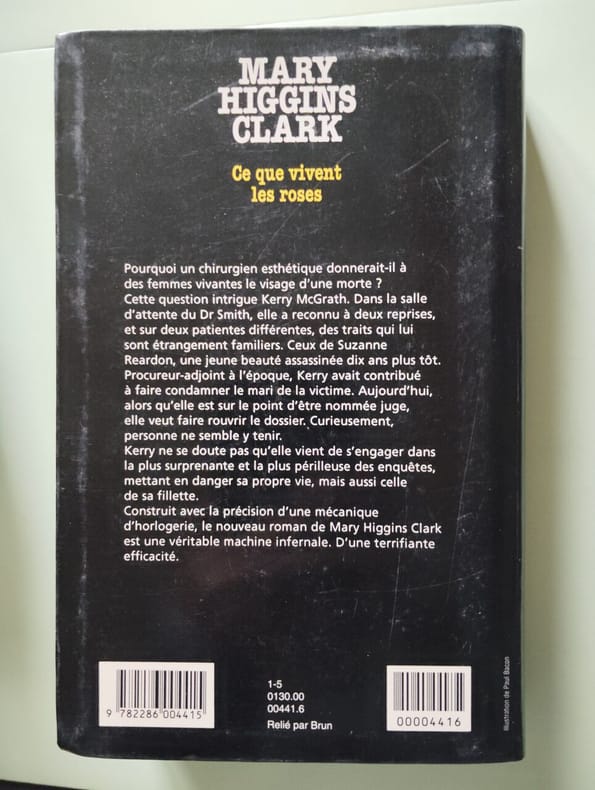 MARY
HIGGINS
CLARK
Ce que vivent
les roses
Pourquoi un chirurgien esthétique donnerait-il à
des femmes vivantes le visage d'une morte ?
Cette question intrigue Kerry McGrath. Dans la salle
d'attente du Dr Smith, elle a reconnu à deux reprises,
et sur deux patientes différentes, des traits qui lui
sont étrangement familiers. Ceux de Suzanne
Reardon, une jeune beauté assassinée dix ans plus tôt.
Procureur-adjoint à l'époque, Kerry avait contribué
à faire condamner le mari de la victime. Aujourd'hui,
alors qu'elle est sur le point d'être nommée juge,
elle veut faire rouvrir le dossier. Curieusement,
personne ne semble y tenir.
Kerry ne se doute pas qu'elle vient de s'engager dans
la plus surprenante et la plus périlleuse des enquêtes,
mettant en danger sa propre vie, mais aussi celle
de sa fillette.
Construit avec la précision d'une mécanique
d'horlogerie, le nouveau roman de Mary Higgins Clark
est une véritable machine infernale. D'une terrifiante
efficacité.
9 782286 004415
1-5
0130.00
00441.6
Relié par Brun
00004416
Illustration de Paul Bacon